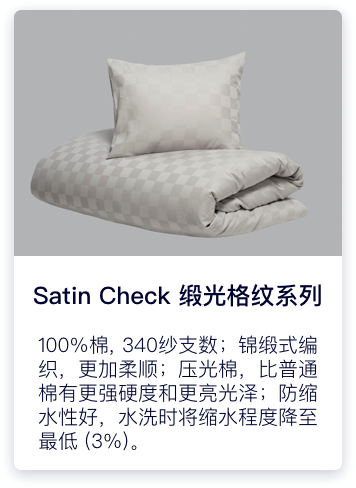 Satin Check 缎光格纹系列
100%棉, 340纱支数；锦缎式编
织，更加柔顺；压光棉，比普通
棉有更强硬度和更亮光泽；防缩
水性好，水洗时将缩水程度降至
最低 (3%)。